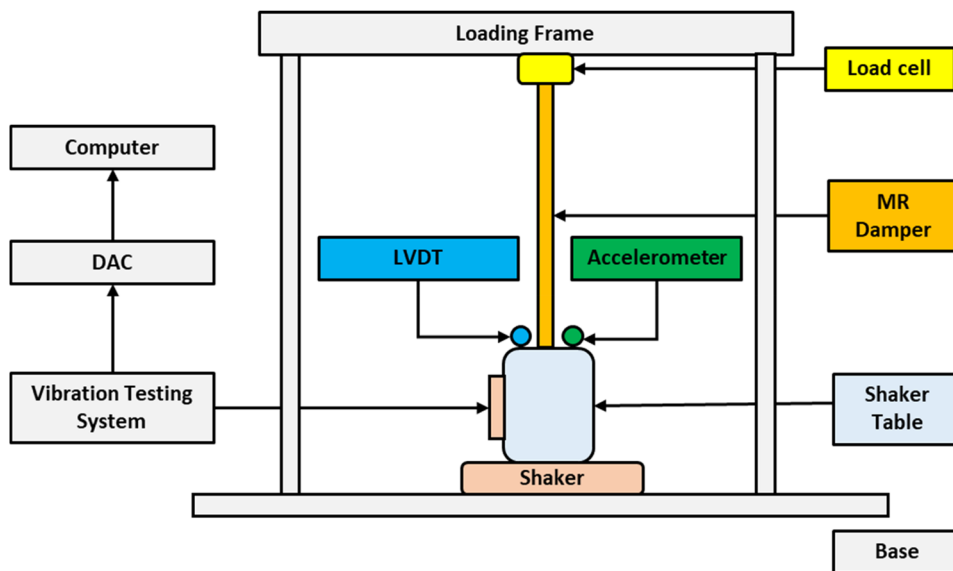 Loading Frame
Load cell
Computer
MR
Damper
LVDT
Accelerometer
DAC
Vibration Testing
System
Shaker
Table
Shaker
Base